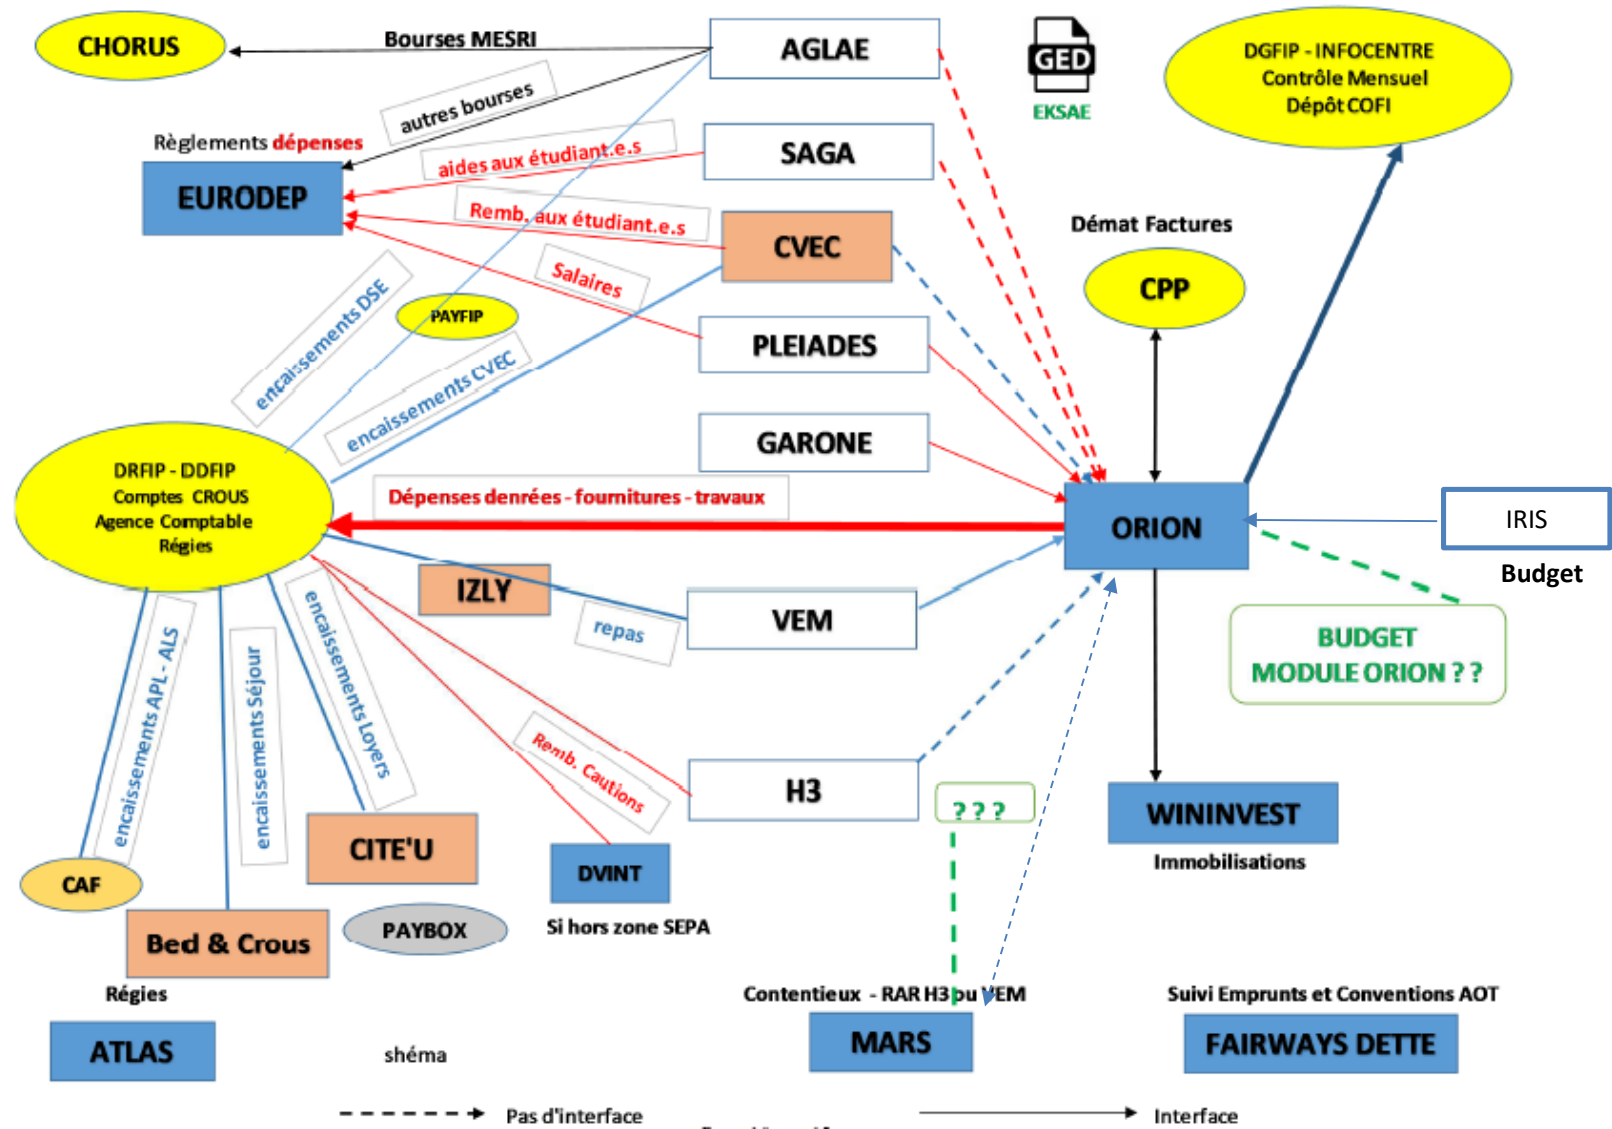 CHORUS
Bourses MESRI
AGLAE
GED
EKSAE
DGFIP - INFOCENTRE
Contrôle Mensuel
Dépôt COFI
autres bourses
Règlements dépenses
EURODEP
aides aux étudiant.e.s
SAGA
Remb. aux étudiant.e.s
CVEC
Démat Factures
CPP
Salaires
encaissements DSE
PAYFIP
PLEIADES
encaissements CVEC
GARONE
DRFIP - DDFIP
Comptes CROUS
Agence Comptable
Régies
Dépenses denrées - fournitures - travaux
ORION
IRIS
Budget
IZLY
repas
VEM
BUDGET
MODULE ORION ? ?
encaissements APL - ALS
encaissements Séjour
encaissements Loyers
Remb. Cautions
H3
? ? ?
WININVEST
Immobilisations
CITE'U
DVINT
Si hors zone SEPA
CAF
Bed & Crous
PAYBOX
Régies
ATLAS
shéma
Contentieux - RAR H3 ou VEM
MARS
Suivi Emprunts et Conventions AOT
FAIRWAYS DETTE
Pas d'interface
Interface